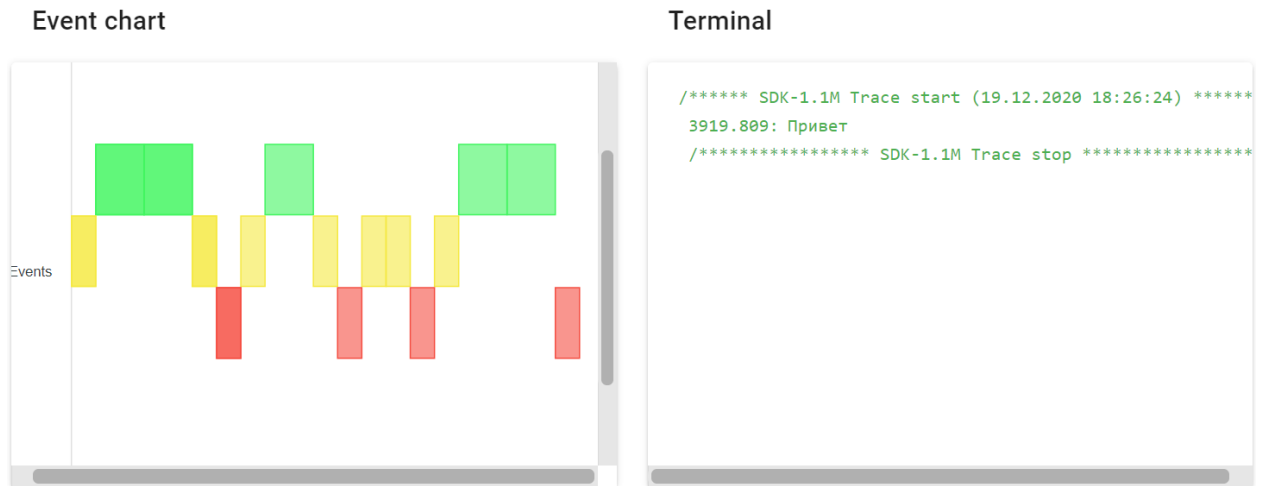 Event chart
Terminal
Events
/****** SDK-1.1M Trace start (19.12.2020 18:26:24) ******
3919.809: Привет
/***************** SDK-1.1M Trace stop *****************